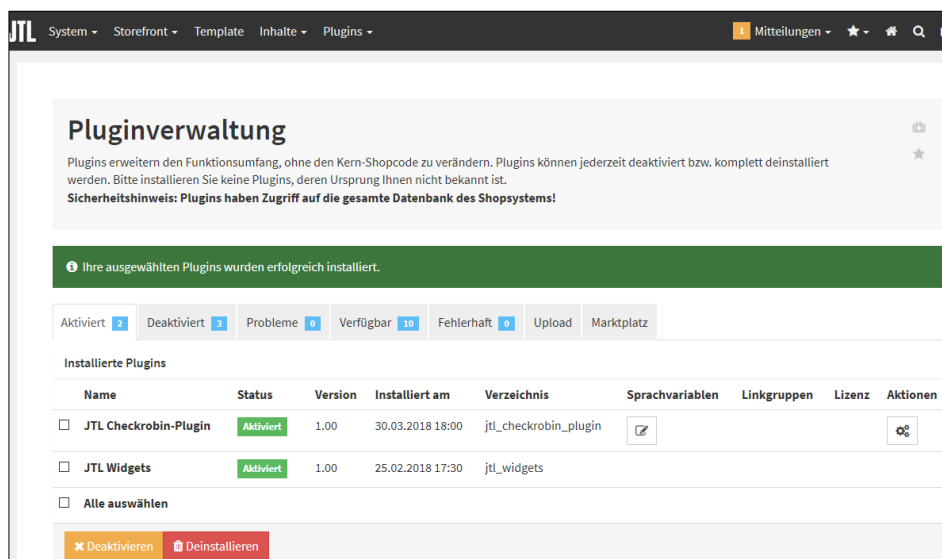 JTL System Storefront Template Inhalte Plugins 1 Mitteilungen
Pluginverwaltung
Plugins erweitern den Funktionsumfang, ohne den Kern-Shopcode zu verändern. Plugins können jederzeit deaktiviert bzw. komplett deinstalliert
werden. Bitte installieren Sie keine Plugins, deren Ursprung Ihnen nicht bekannt ist.
Sicherheitshinweis: Plugins haben Zugriff auf die gesamte Datenbank des Shopsystems!
Ihre ausgewählten Plugins wurden erfolgreich installiert.
Aktiviert 2 Deaktiviert 3 Probleme 0 Verfügbar 10 Fehlerhaft 0 Upload Marktplatz
Installierte Plugins
Name Status Version Installiert am Verzeichnis Sprachvariablen Linkgruppen Lizenz Aktionen
JTL Checkrobin-Plugin Aktiviert 1.00 30.03.2018 18:00 jtl_checkrobin_plugin
JTL Widgets Aktiviert 1.00 25.02.2018 17:30 jtl_widgets
Alle auswählen
Deaktivieren Deinstallieren